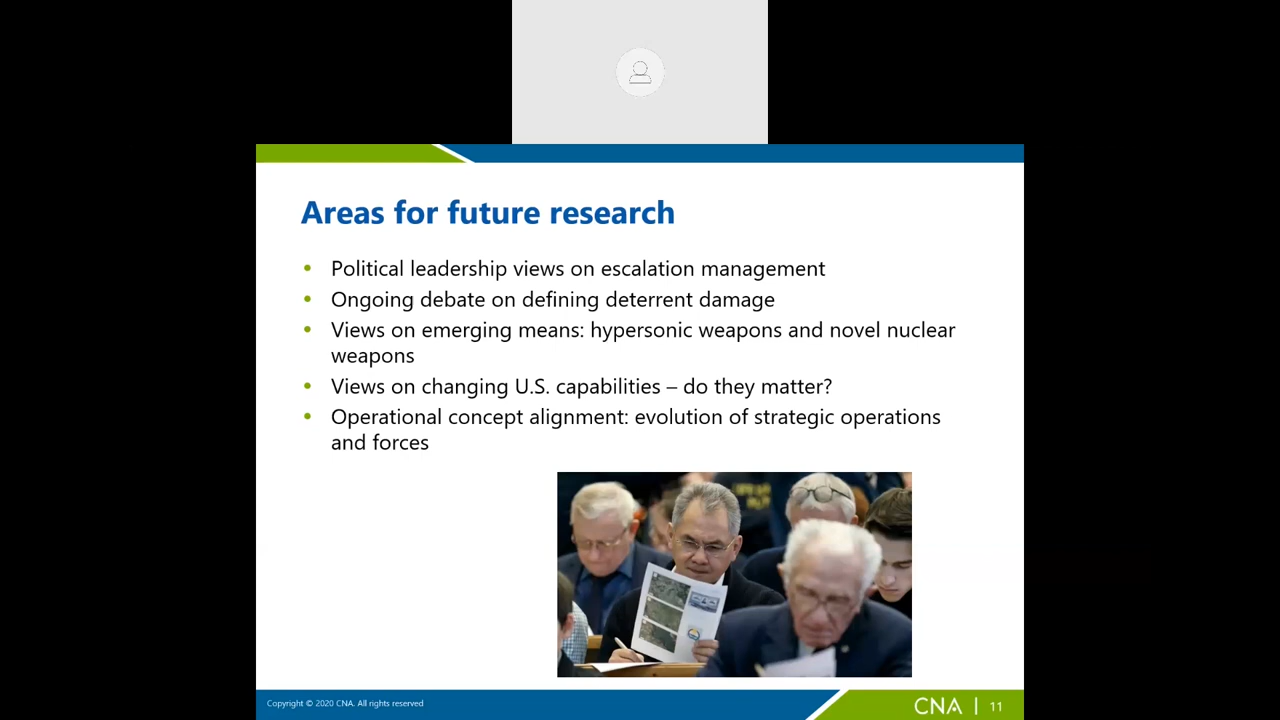 Areas for future research
• Political leadership views on escalation management
• Ongoing debate on defining deterrent damage
• Views on emerging means: hypersonic weapons and novel nuclear
weapons
• Views on changing U.S. capabilities – do they matter?
• Operational concept alignment: evolution of strategic operations
and forces
Copyright © 2020 CNA. All rights reserved
CNA | 11